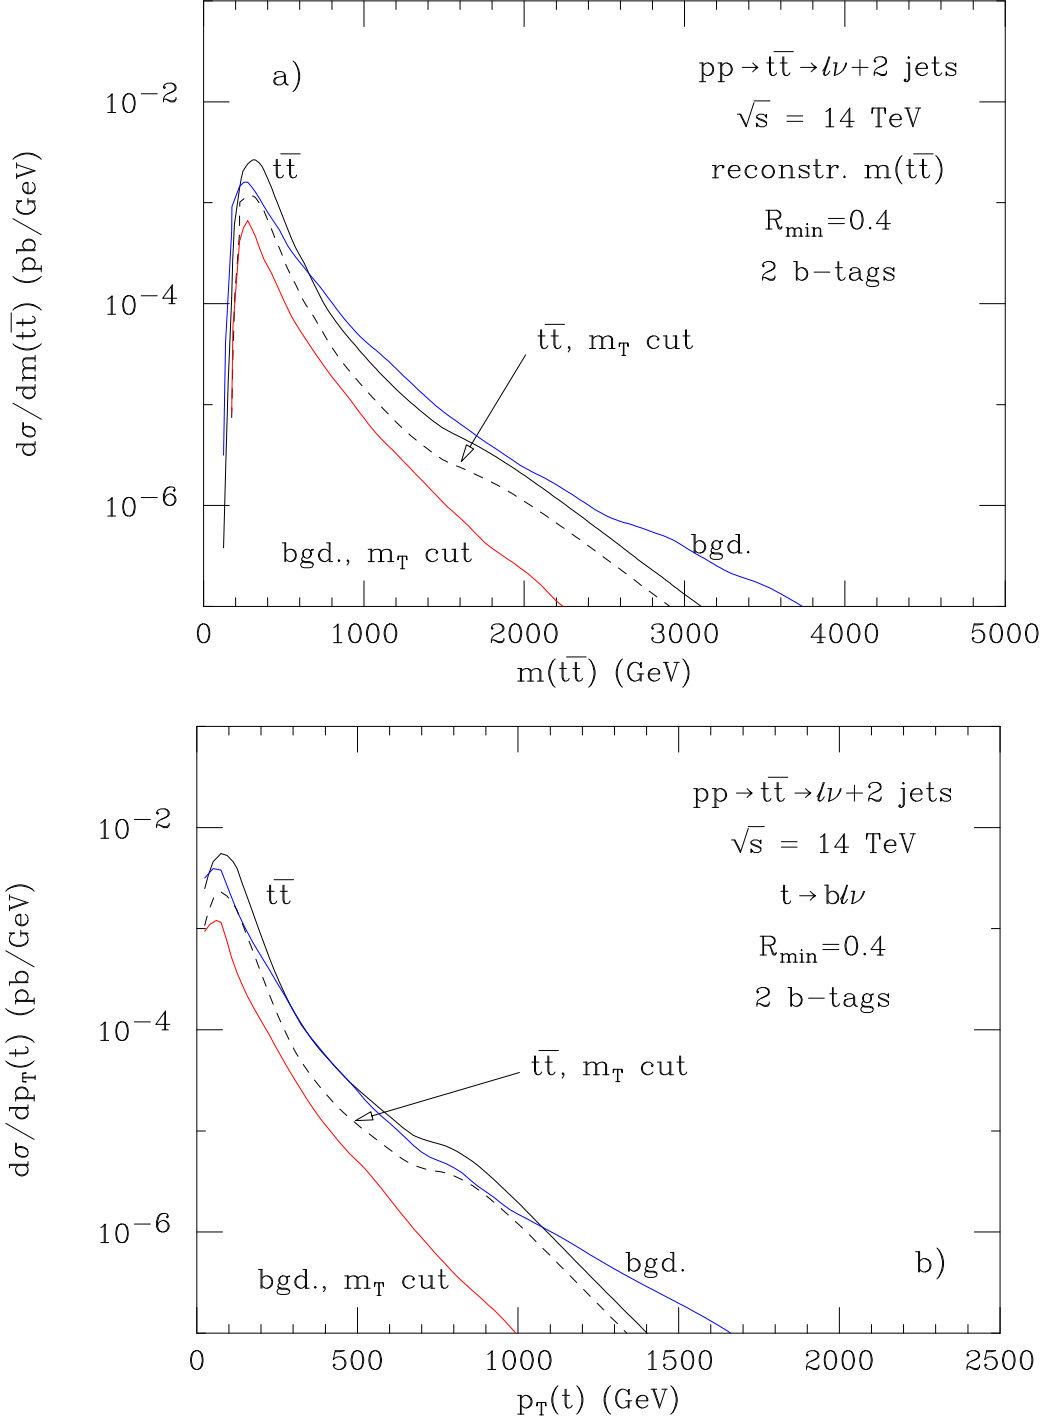 a)
pp→tt̅→lν+2 jets
√s = 14 TeV
reconstr. m(tt̅)
R_min=0.4
2 b−tags
10⁻²
10⁻⁴
10⁻⁶
dσ/dm(tt̅) (pb/GeV)
tt̅
tt̅, m_T cut
bgd., m_T cut
bgd.
0 1000 2000 3000 4000 5000
m(tt̅) (GeV)
pp→tt̅→lν+2 jets
√s = 14 TeV
t→blν
R_min=0.4
2 b−tags
10⁻²
10⁻⁴
10⁻⁶
dσ/dp_T(t) (pb/GeV)
tt̅
tt̅, m_T cut
bgd., m_T cut
bgd.
b)
0 500 1000 1500 2000 2500
p_T(t) (GeV)